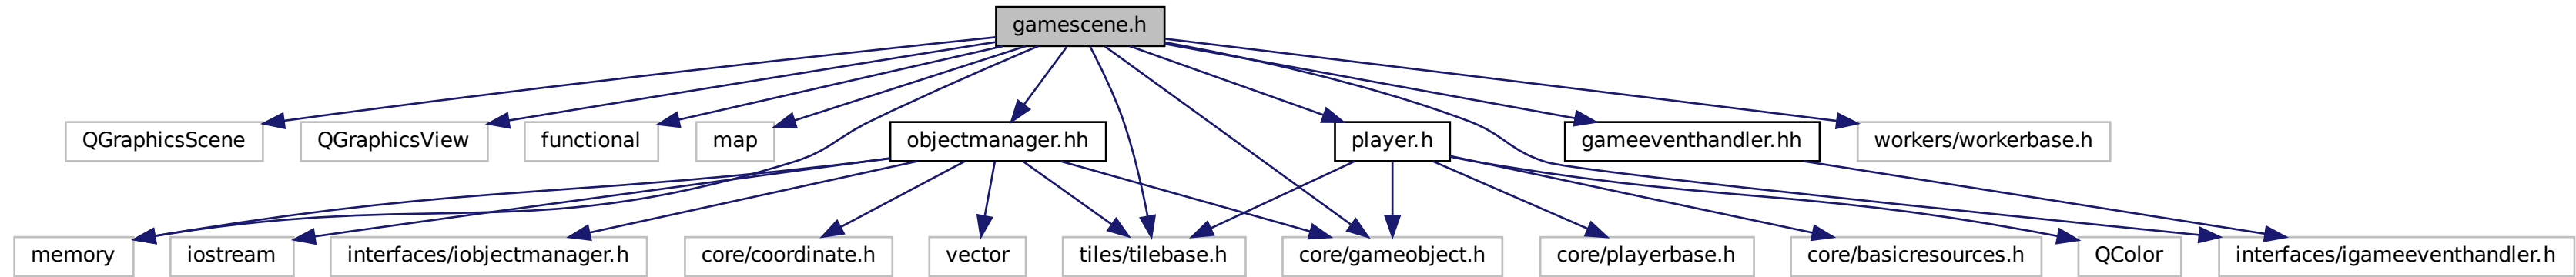 gamescene.h
QGraphicsScene
QGraphicsView
functional
map
objectmanager.hh
player.h
gameeventhandler.hh
workers/workerbase.h
memory
iostream
interfaces/iobjectmanager.h
core/coordinate.h
vector
tiles/tilebase.h
core/gameobject.h
core/playerbase.h
core/basicresources.h
QColor
interfaces/igameeventhandler.h